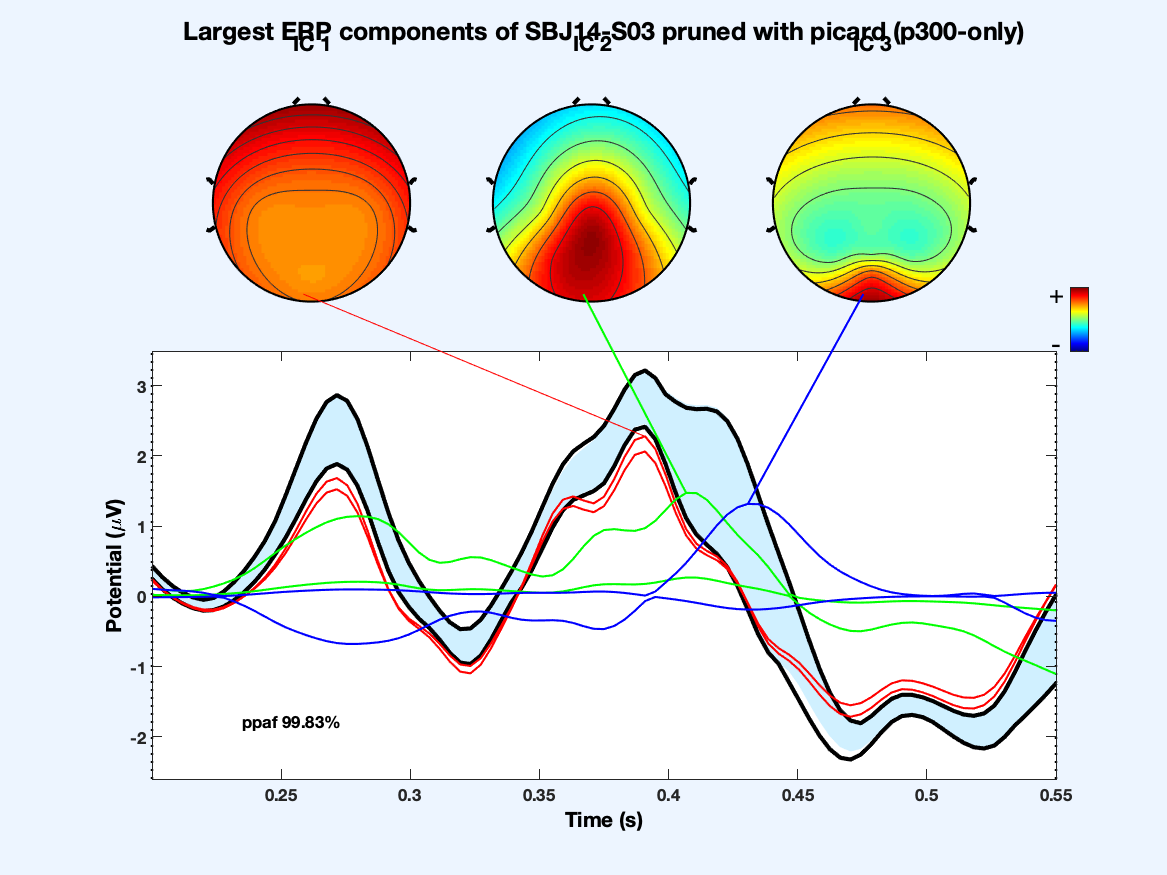 Largest ERP components of SBJ14-S03 pruned with picard (p300-only)
IC 1 IC 2 IC 3
+
-
3
2
1
0
-1
-2
Potential (μV)
ppaf 99.83%
0.25 0.3 0.35 0.4 0.45 0.5 0.55
Time (s)